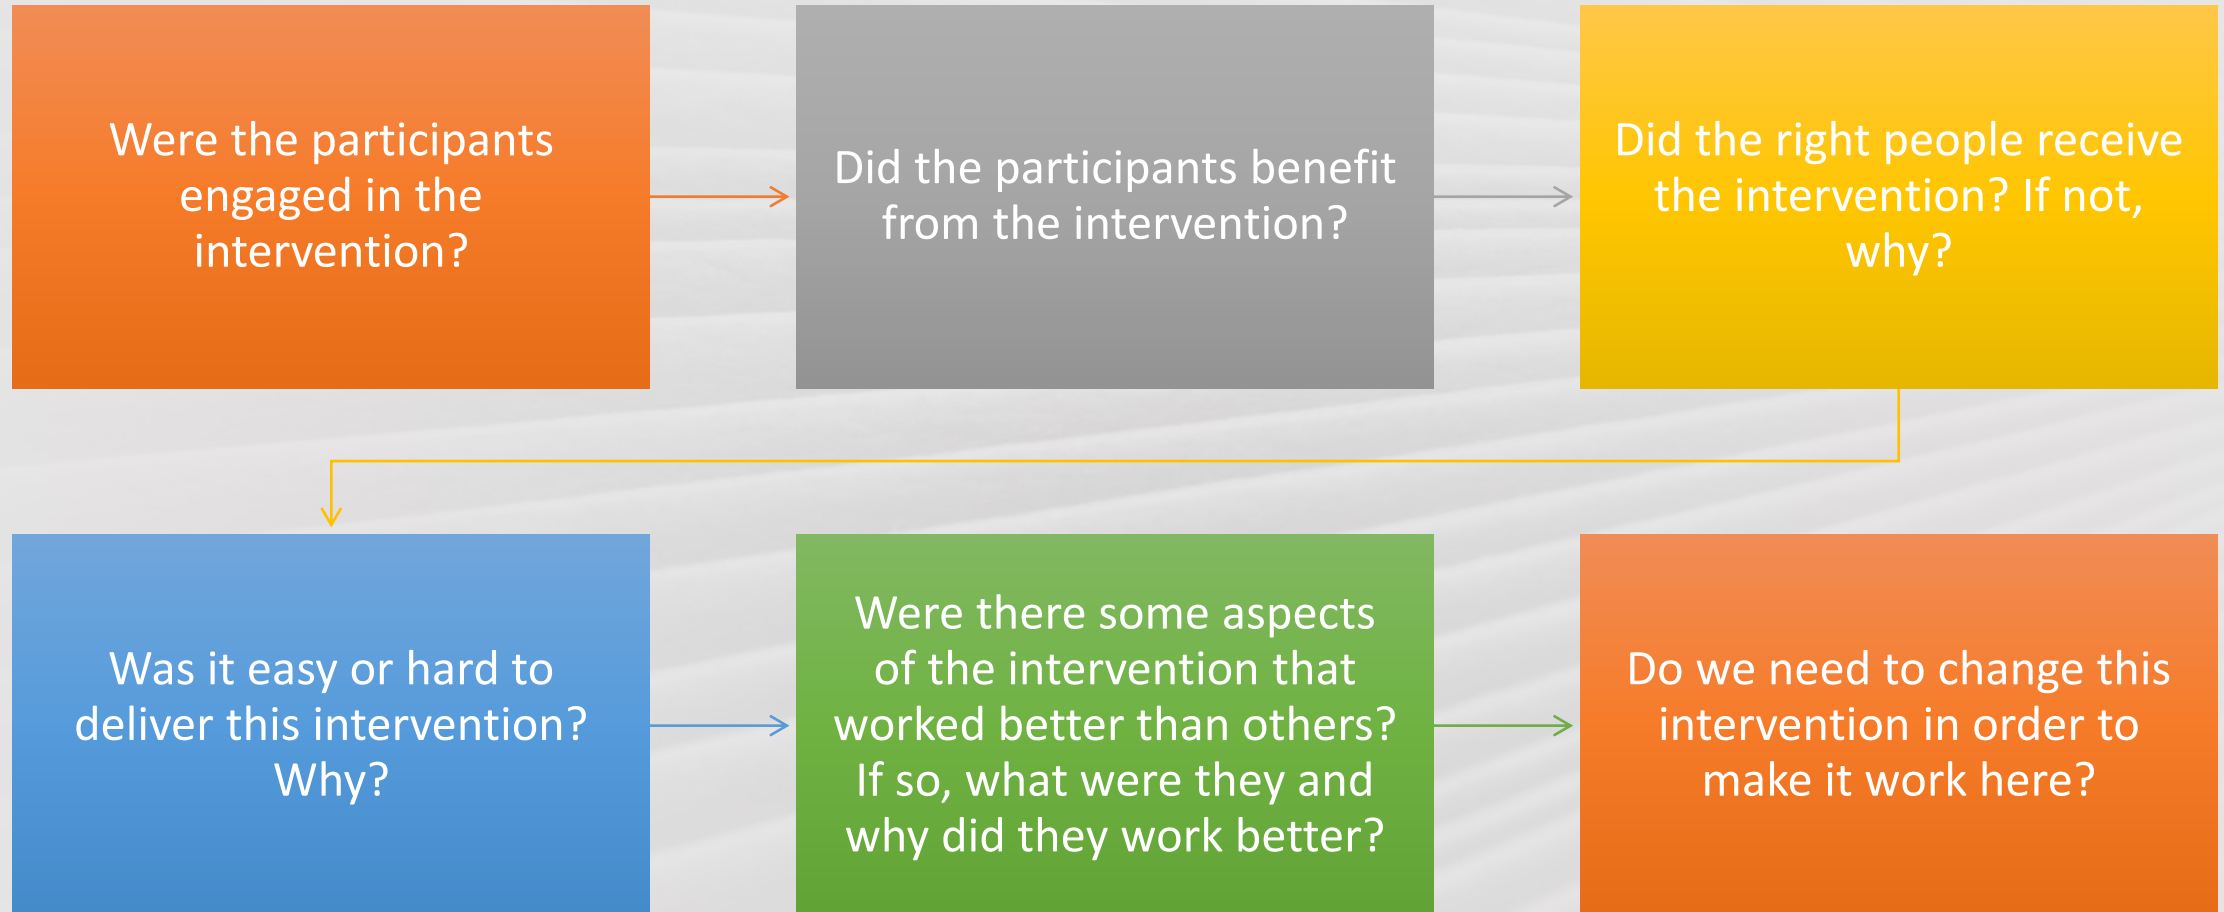 Were the participants
engaged in the
intervention?
Did the participants benefit
from the intervention?
Did the right people receive
the intervention? If not,
why?
Was it easy or hard to
deliver this intervention?
Why?
Were there some aspects
of the intervention that
worked better than others?
If so, what were they and
why did they work better?
Do we need to change this
intervention in order to
make it work here?